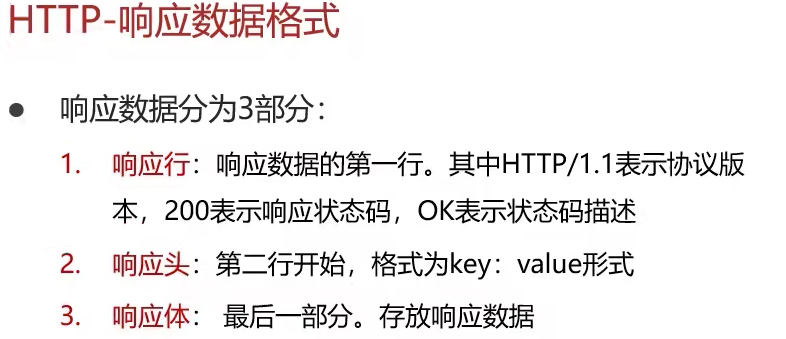 HTTP-响应数据格式
● 响应数据分为3部分：
1. 响应行：响应数据的第一行。其中HTTP/1.1表示协议版
本，200表示响应状态码，OK表示状态码描述
2. 响应头：第二行开始，格式为key：value形式
3. 响应体： 最后一部分。存放响应数据